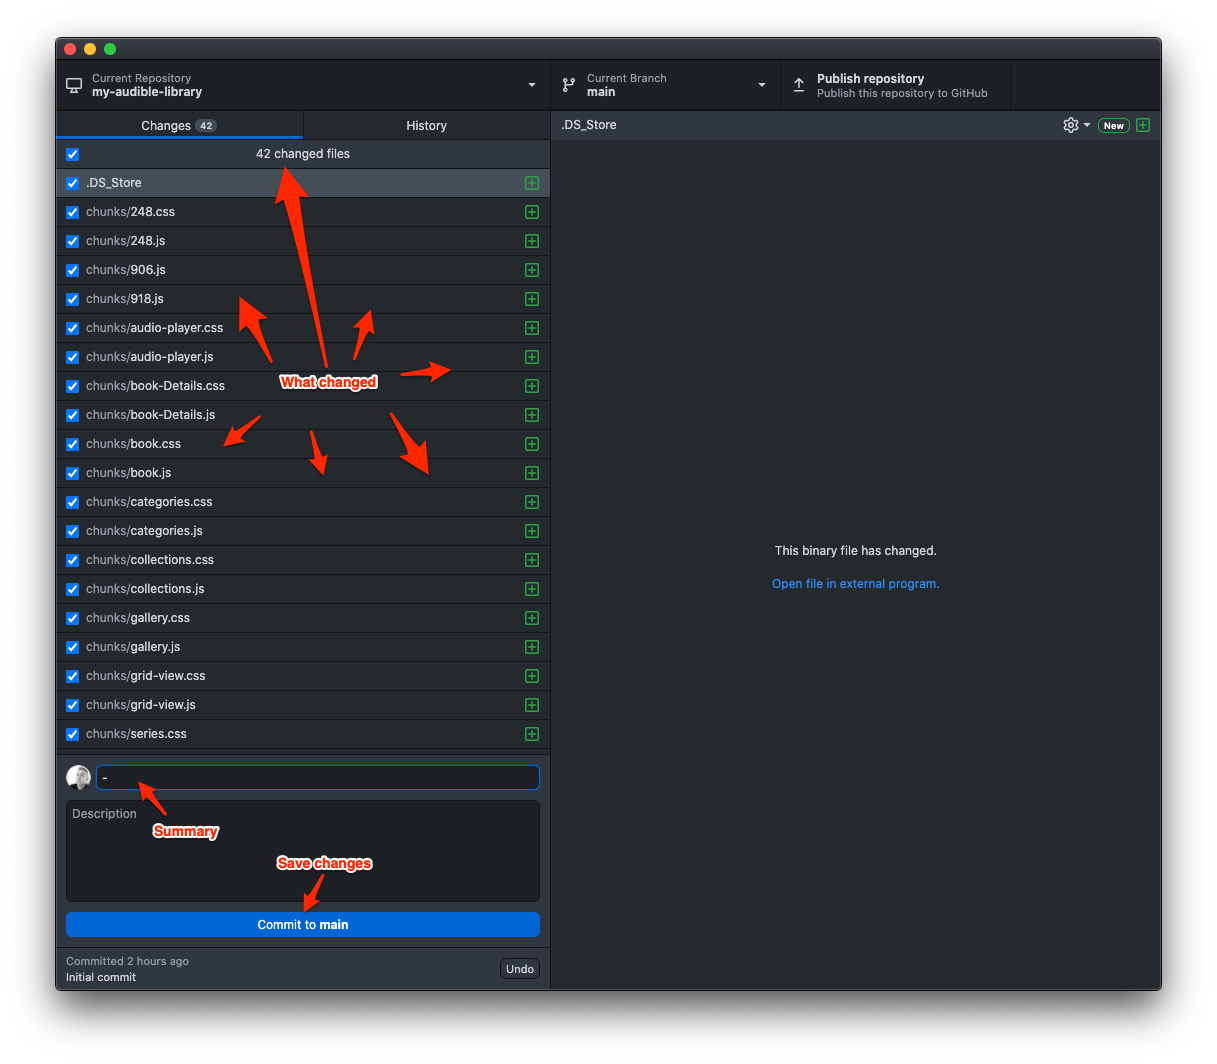 Current Repository
my-audible-library
Current Branch
main
Publish repository
Publish this repository to GitHub
Changes 42
History
.DS_Store
New
42 changed files
.DS_Store
chunks/248.css
chunks/248.js
chunks/906.js
chunks/918.js
chunks/audio-player.css
chunks/audio-player.js
What changed
chunks/book-Details.css
chunks/book-Details.js
chunks/book.css
chunks/book.js
chunks/categories.css
chunks/categories.js
chunks/collections.css
chunks/collections.js
chunks/gallery.css
chunks/gallery.js
chunks/grid-view.css
chunks/grid-view.js
chunks/series.css
-
Description
Summary
Save changes
Commit to main
Committed 2 hours ago
Initial commit
Undo
This binary file has changed.
Open file in external program.